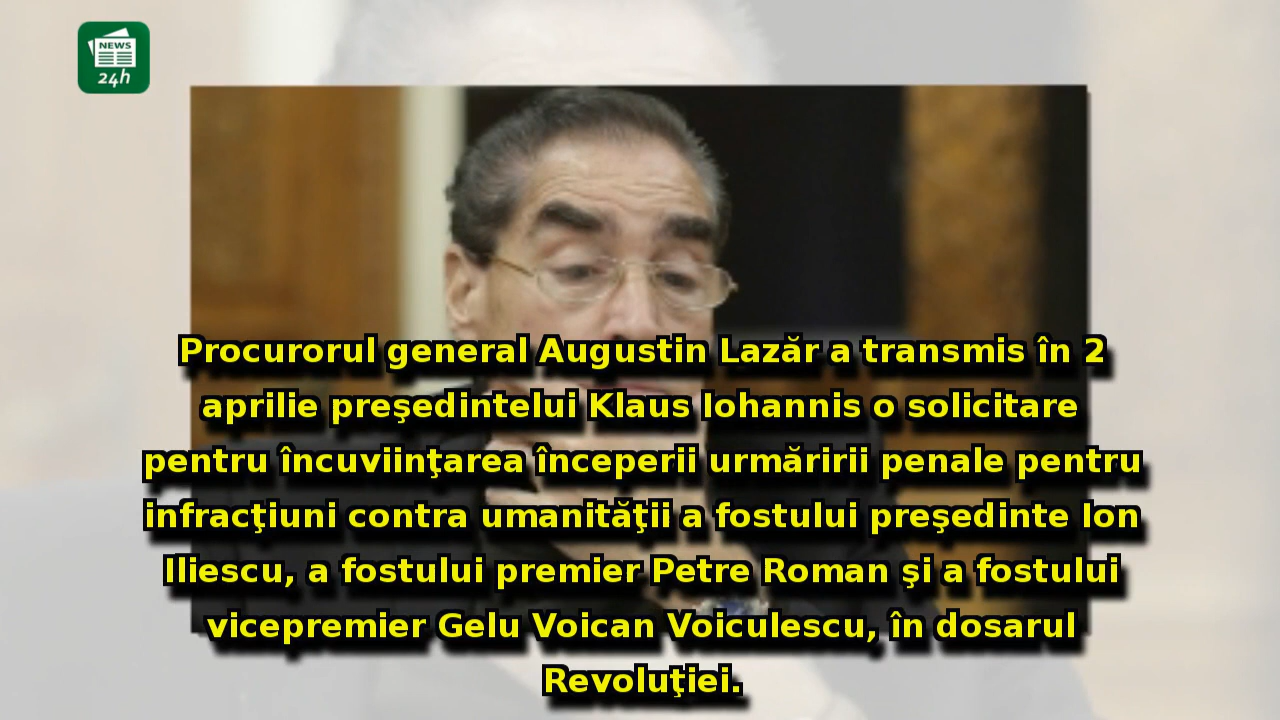 NEWS
24h
Procurorul general Augustin Lazăr a transmis în 2
aprilie preşedintelui Klaus Iohannis o solicitare
pentru încuviinţarea începerii urmăririi penale pentru
infracţiuni contra umanităţii a fostului preşedinte Ion
Iliescu, a fostului premier Petre Roman şi a fostului
vicepremier Gelu Voican Voiculescu, în dosarul
Revoluţiei.